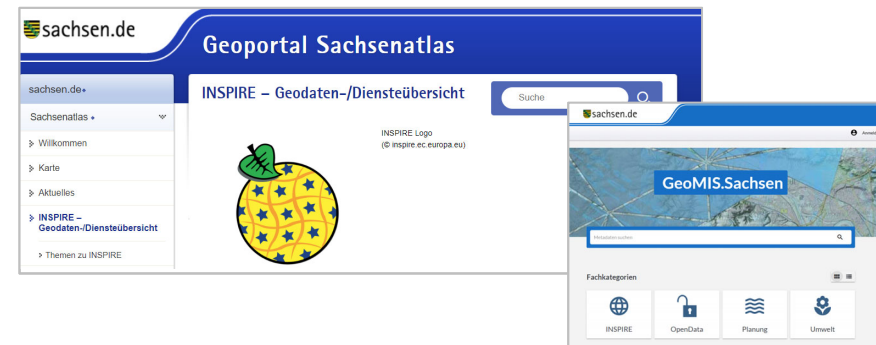 sachsen.de
Geoportal Sachsenatlas
sachsen.de
Sachsenatlas
Willkommen
Karte
Aktuelles
INSPIRE –
Geodaten-/Diensteübersicht
Themen zu INSPIRE
INSPIRE – Geodaten-/Diensteübersicht
Suche
INSPIRE Logo
(© inspire.ec.europa.eu)
sachsen.de
GeoMIS.Sachsen
Metadaten suchen
Fachkategorien
INSPIRE
OpenData
Planung
Umwelt